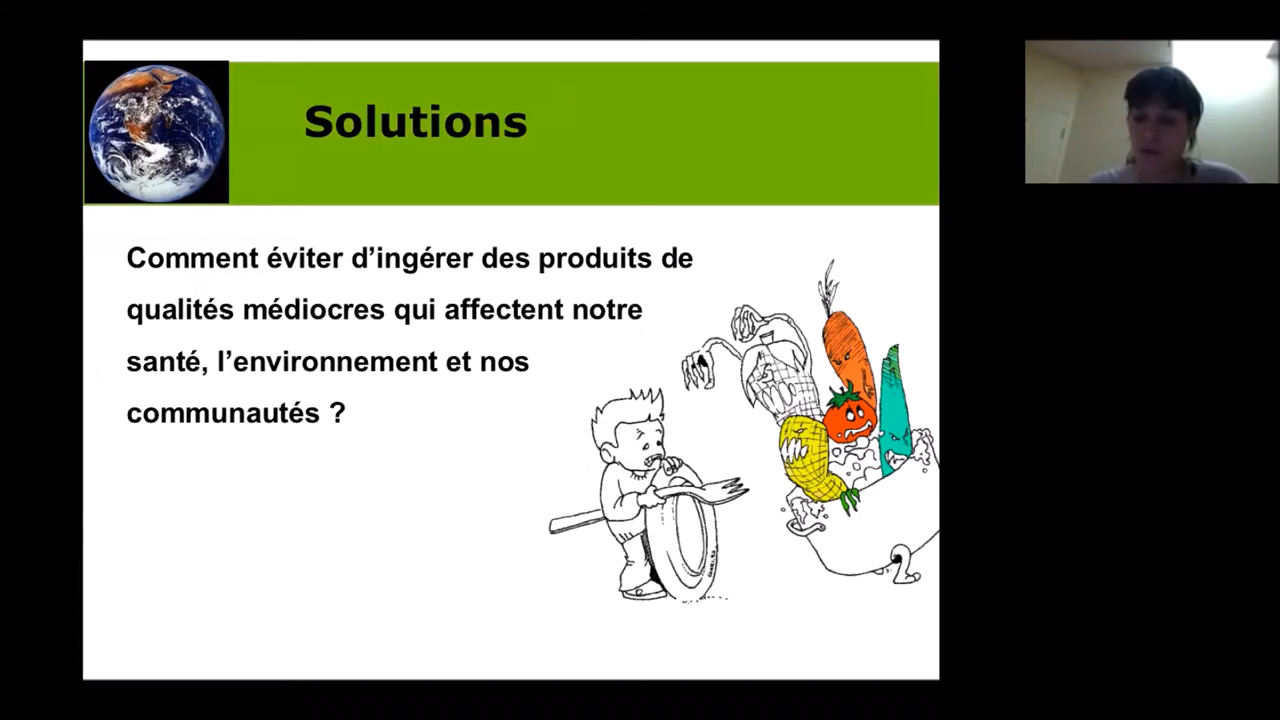 Solutions
Comment éviter d’ingérer des produits de
qualités médiocres qui affectent notre
santé, l’environnement et nos
communautés ?